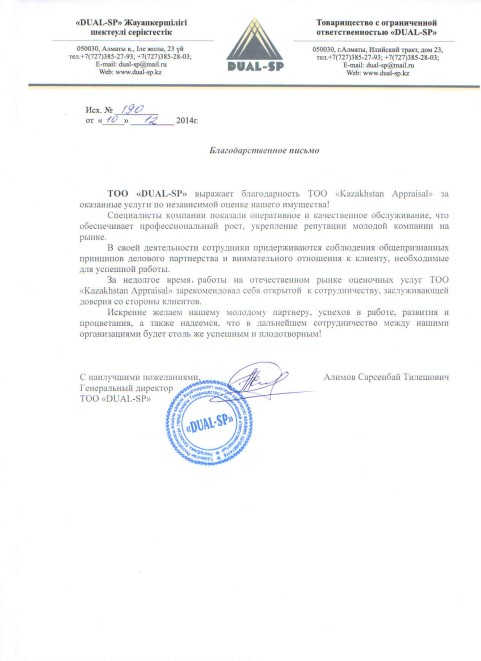 «DUAL-SP» Жауапкершілігі
шектеулі серіктестік
050030, Алматы қ., Іле жолы, 23 уй
тел.+7(727)385-27-93; +7(727)385-28-03;
E-mail: dual-sp@mail.ru
Web: www.dual-sp.kz
DUAL-SP
Товарищество с ограниченной
ответственностью «DUAL-SP»
050030, г.Алматы, Илийский тракт, дом 23,
тел.+7(727)385-27-93; +7(727)385-28-03;
E-mail: dual-sp@mail.ru
Web: www.dual-sp.kz
Исх. № 190
от «10» 12 2014г.
Благодарственное письмо
ТОО «DUAL-SP» выражает благодарность ТОО «Kazakhstan Appraisal» за
оказанные услуги по независимой оценке нашего имущества!
Специалисты компании показали оперативное и качественное обслуживание, что
обеспечивает профессиональный рост, укрепление репутации молодой компании на
рынке.
В своей деятельности сотрудники придерживаются соблюдения общепризнанных
принципов делового партнерства и внимательного отношения к клиенту, необходимые
для успешной работы.
За недолгое время работы на отечественном рынке оценочных услуг ТОО
«Kazakhstan Appraisal» зарекомендовал себя открытой к сотрудничеству, заслуживающей
доверия со стороны клиентов.
Искренне желаем нашему молодому партнеру, успехов в работе, развития и
процветания, а также надеемся, что в дальнейшем сотрудничество между нашими
организациями будет столь же успешным и плодотворным!
С наилучшими пожеланиями, Алимов Сарсенбай Тилешович
Генеральный директор
ТОО «DUAL-SP»
«DUAL-SP»